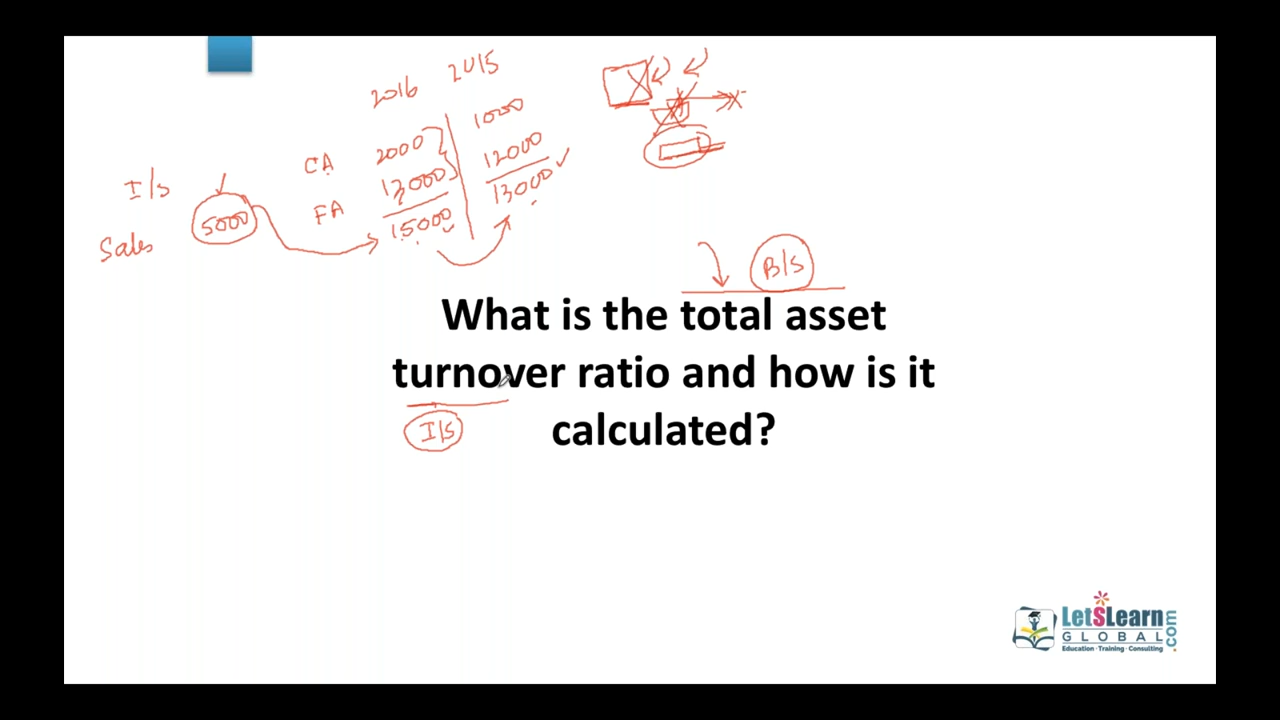 2016 2015
CA 2000 1000
I/S FA 13000 12000
Sales 5000 15000 13000
B/S
What is the total asset
turnover ratio and how is it
I/S
calculated?
LetSLearn
GLOBAL.com
Education · Training · Consulting